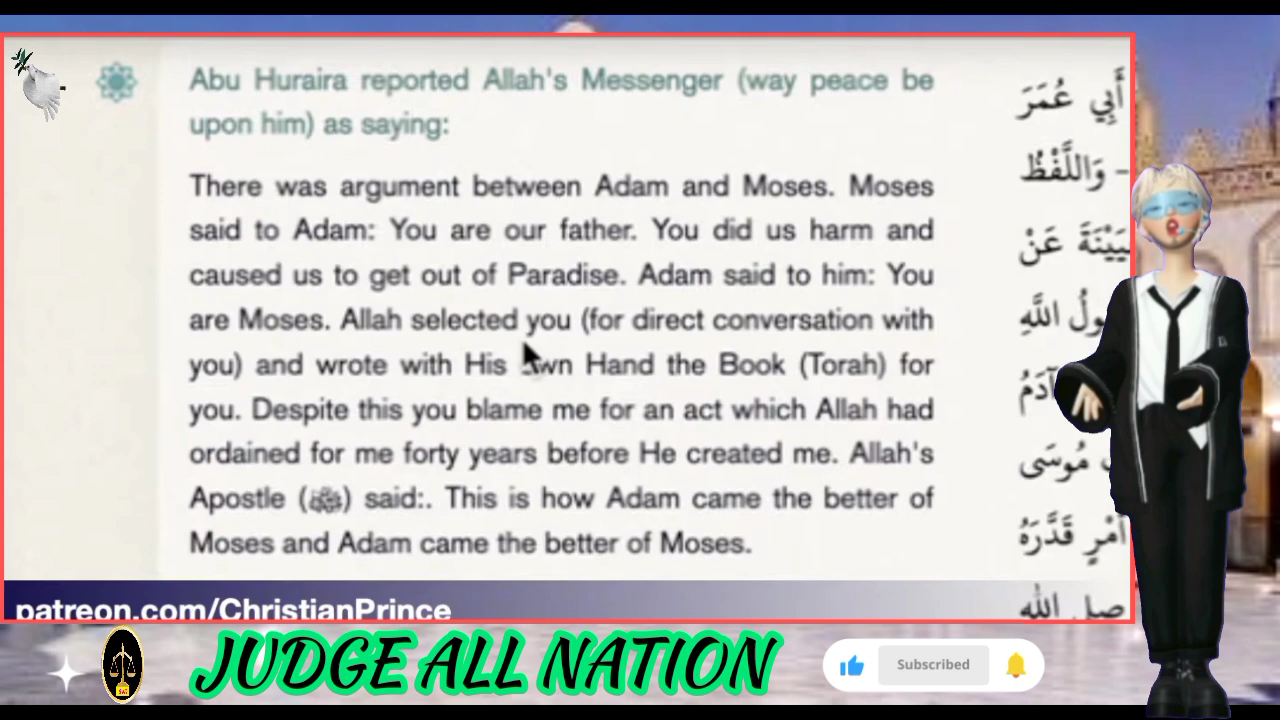 Abu Huraira reported Allah's Messenger (way peace be
upon him) as saying:
There was argument between Adam and Moses. Moses
said to Adam: You are our father. You did us harm and
caused us to get out of Paradise. Adam said to him: You
are Moses. Allah selected you (for direct conversation with
you) and wrote with His own Hand the Book (Torah) for
you. Despite this you blame me for an act which Allah had
ordained for me forty years before He created me. Allah's
Apostle (ﷺ) said:. This is how Adam came the better of
Moses and Adam came the better of Moses.
أَبِي عُمَرَ
- وَاللَّفْظُ
عَنْ
اللَّهِ
آدَمُ
مُوسَى
أَمْرٍ قَدَّرَهُ
صلى الله
patreon.com/ChristianPrince
JUDGE ALL NATION
Subscribed